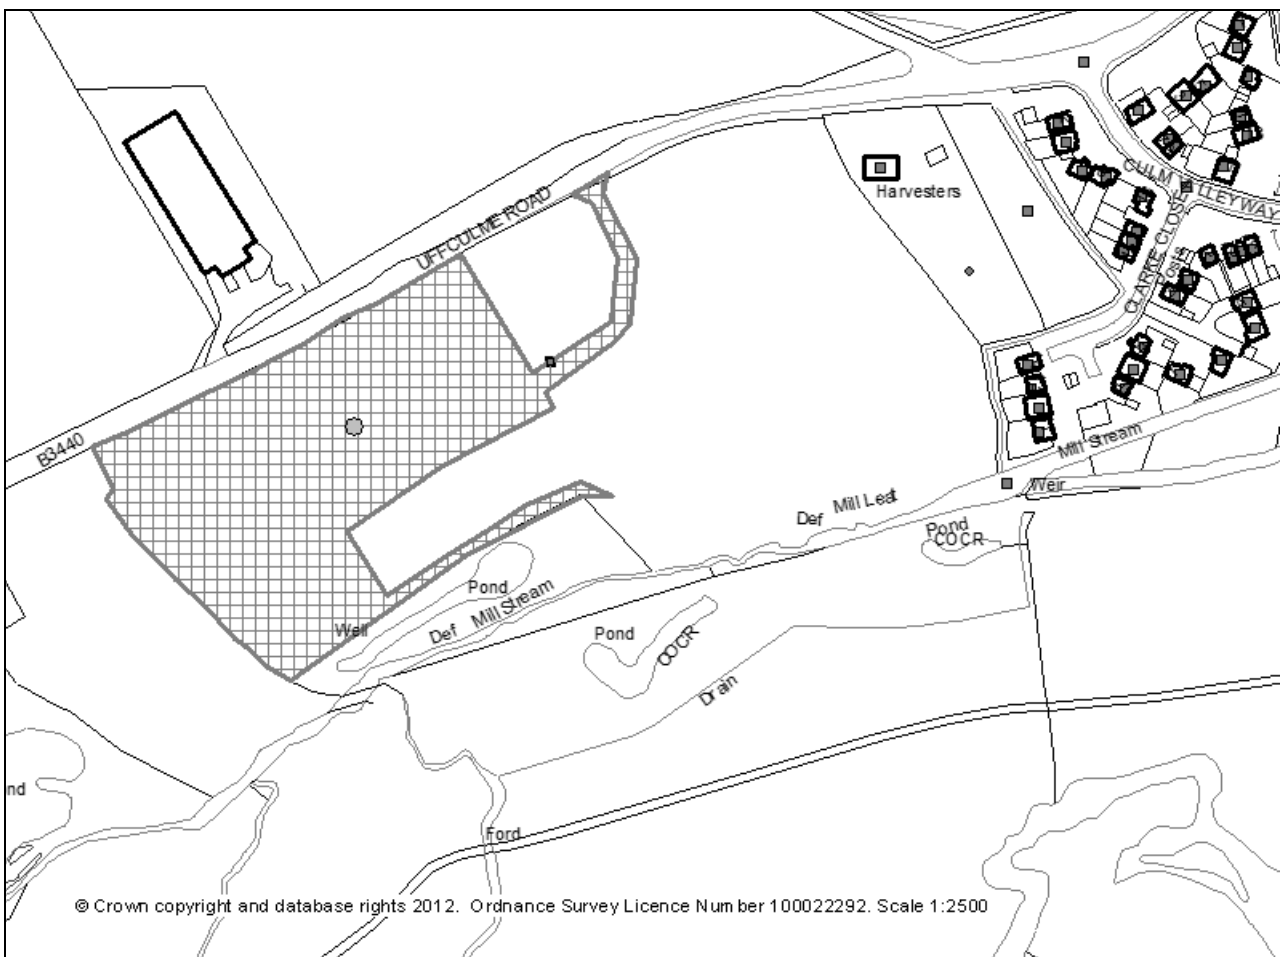 CULM VALLEY WAY
Harvesters
UFFCULME ROAD
CLARKE CLOSE
Posts
B3440
Mill Stream
Weir
Mill Leat
Def
Pond
COCR
Pond
Mill Stream
Def
Well
Pond
COCR
Drain
nd
Ford
© Crown copyright and database rights 2012. Ordnance Survey Licence Number 100022292. Scale 1:2500